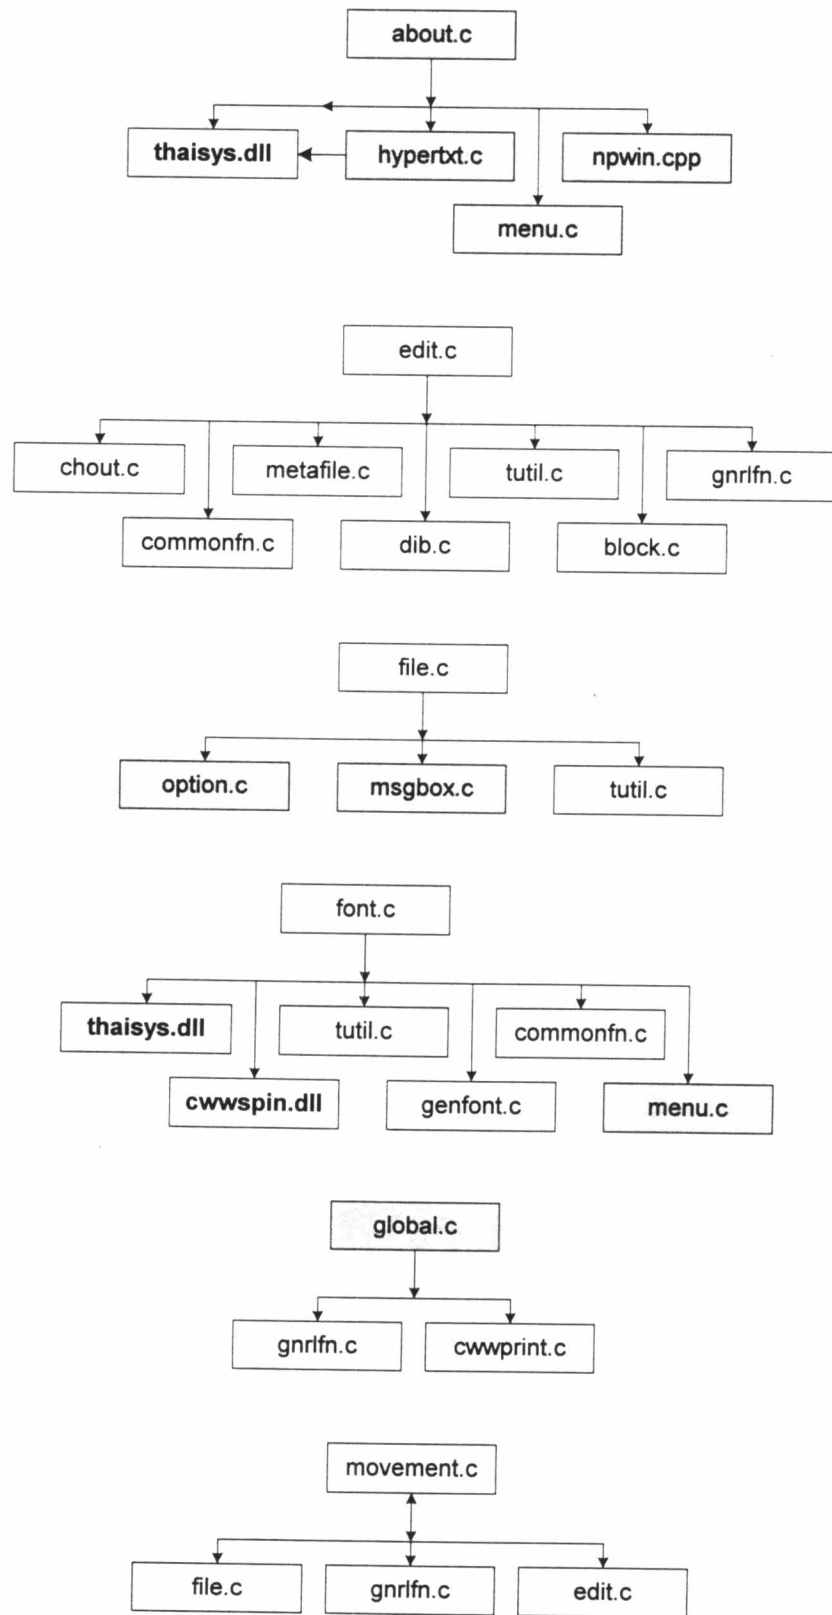 about.c
thaisys.dll
hypertxt.c
npwin.cpp
menu.c
edit.c
chout.c
metafile.c
tutil.c
gnrlfn.c
commonfn.c
dib.c
block.c
file.c
option.c
msgbox.c
tutil.c
font.c
thaisys.dll
tutil.c
commonfn.c
cwwspin.dll
genfont.c
menu.c
global.c
gnrlfn.c
cwwprint.c
movement.c
file.c
gnrlfn.c
edit.c